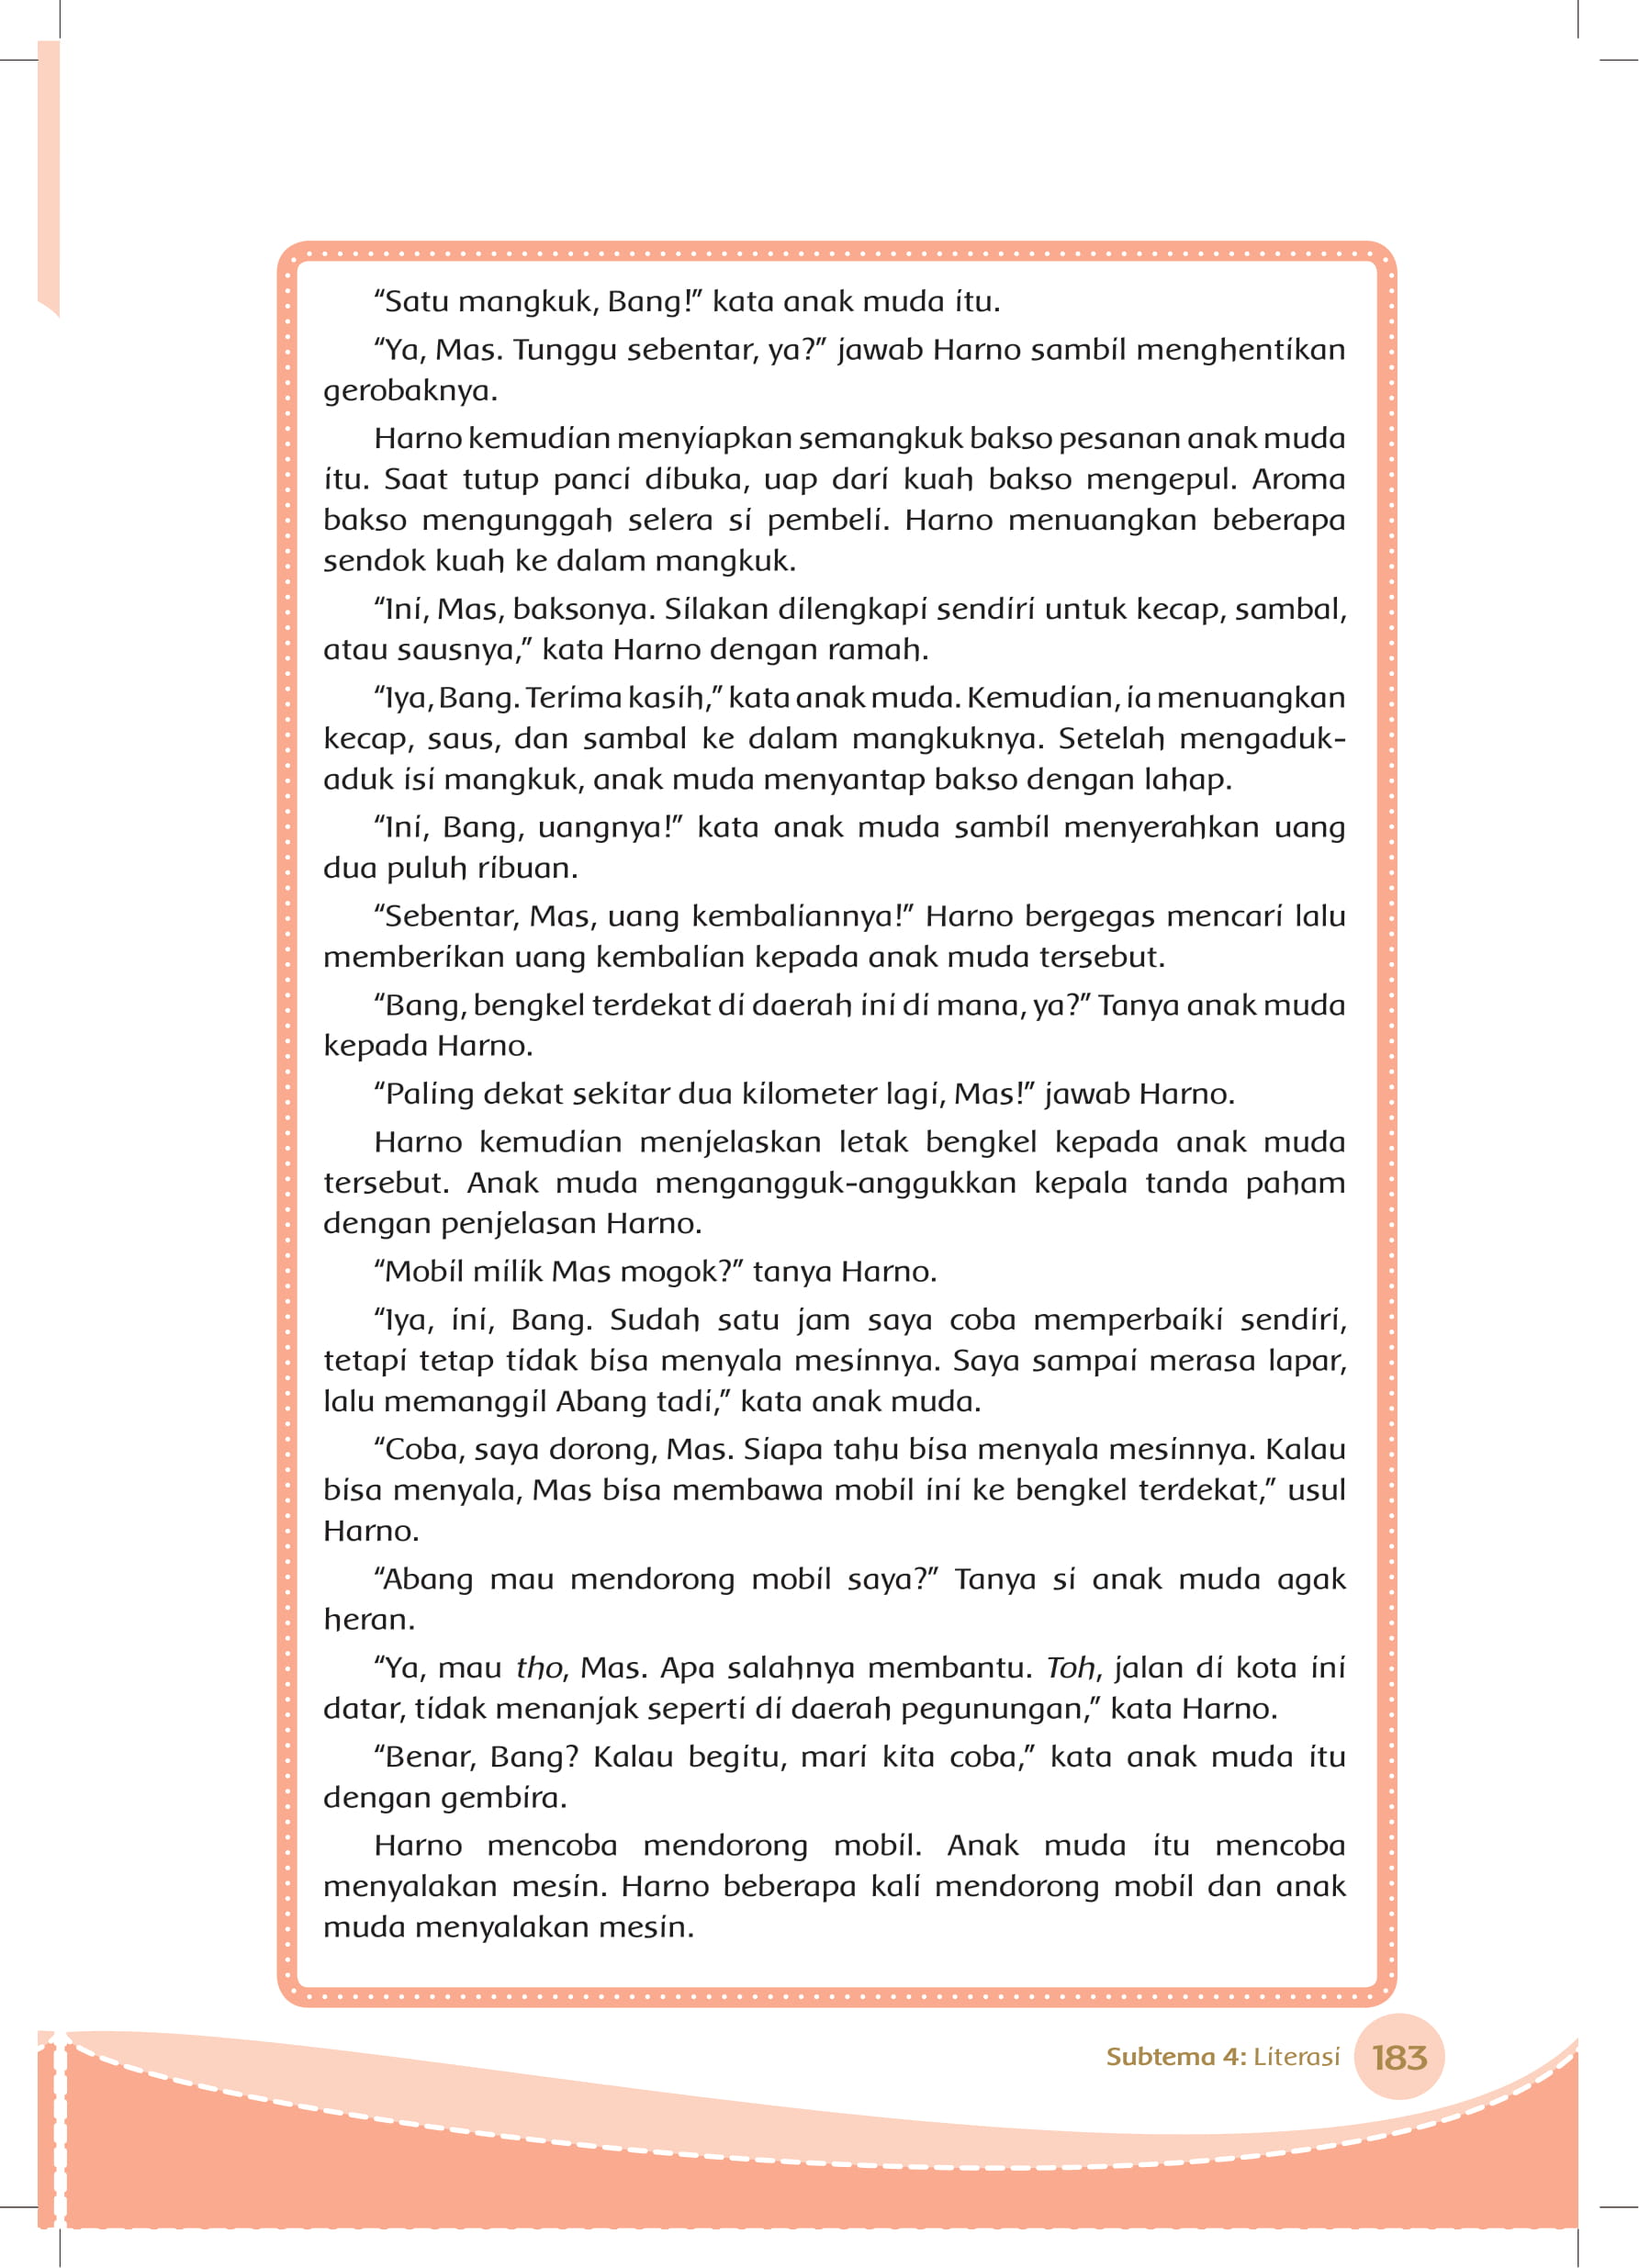 “Satu mangkuk, Bang!” kata anak muda itu.
“Ya, Mas. Tunggu sebentar, ya?” jawab Harno sambil menghentikan
gerobaknya.
Harno kemudian menyiapkan semangkuk bakso pesanan anak muda
itu. Saat tutup panci dibuka, uap dari kuah bakso mengepul. Aroma
bakso mengunggah selera si pembeli. Harno menuangkan beberapa
sendok kuah ke dalam mangkuk.
“Ini, Mas, baksonya. Silakan dilengkapi sendiri untuk kecap, sambal,
atau sausnya,” kata Harno dengan ramah.
“Iya, Bang. Terima kasih,” kata anak muda. Kemudian, ia menuangkan
kecap, saus, dan sambal ke dalam mangkuknya. Setelah mengaduk-
aduk isi mangkuk, anak muda menyantap bakso dengan lahap.
“Ini, Bang, uangnya!” kata anak muda sambil menyerahkan uang
dua puluh ribuan.
“Sebentar, Mas, uang kembaliannya!” Harno bergegas mencari lalu
memberikan uang kembalian kepada anak muda tersebut.
“Bang, bengkel terdekat di daerah ini di mana, ya?” Tanya anak muda
kepada Harno.
“Paling dekat sekitar dua kilometer lagi, Mas!” jawab Harno.
Harno kemudian menjelaskan letak bengkel kepada anak muda
tersebut. Anak muda mengangguk-anggukkan kepala tanda paham
dengan penjelasan Harno.
“Mobil milik Mas mogok?” tanya Harno.
“Iya, ini, Bang. Sudah satu jam saya coba memperbaiki sendiri,
tetapi tetap tidak bisa menyala mesinnya. Saya sampai merasa lapar,
lalu memanggil Abang tadi,” kata anak muda.
“Coba, saya dorong, Mas. Siapa tahu bisa menyala mesinnya. Kalau
bisa menyala, Mas bisa membawa mobil ini ke bengkel terdekat,” usul
Harno.
“Abang mau mendorong mobil saya?” Tanya si anak muda agak
heran.
“Ya, mau tho, Mas. Apa salahnya membantu. Toh, jalan di kota ini
datar, tidak menanjak seperti di daerah pegunungan,” kata Harno.
“Benar, Bang? Kalau begitu, mari kita coba,” kata anak muda itu
dengan gembira.
Harno mencoba mendorong mobil. Anak muda itu mencoba
menyalakan mesin. Harno beberapa kali mendorong mobil dan anak
muda menyalakan mesin.
Subtema 4: Literasi 183